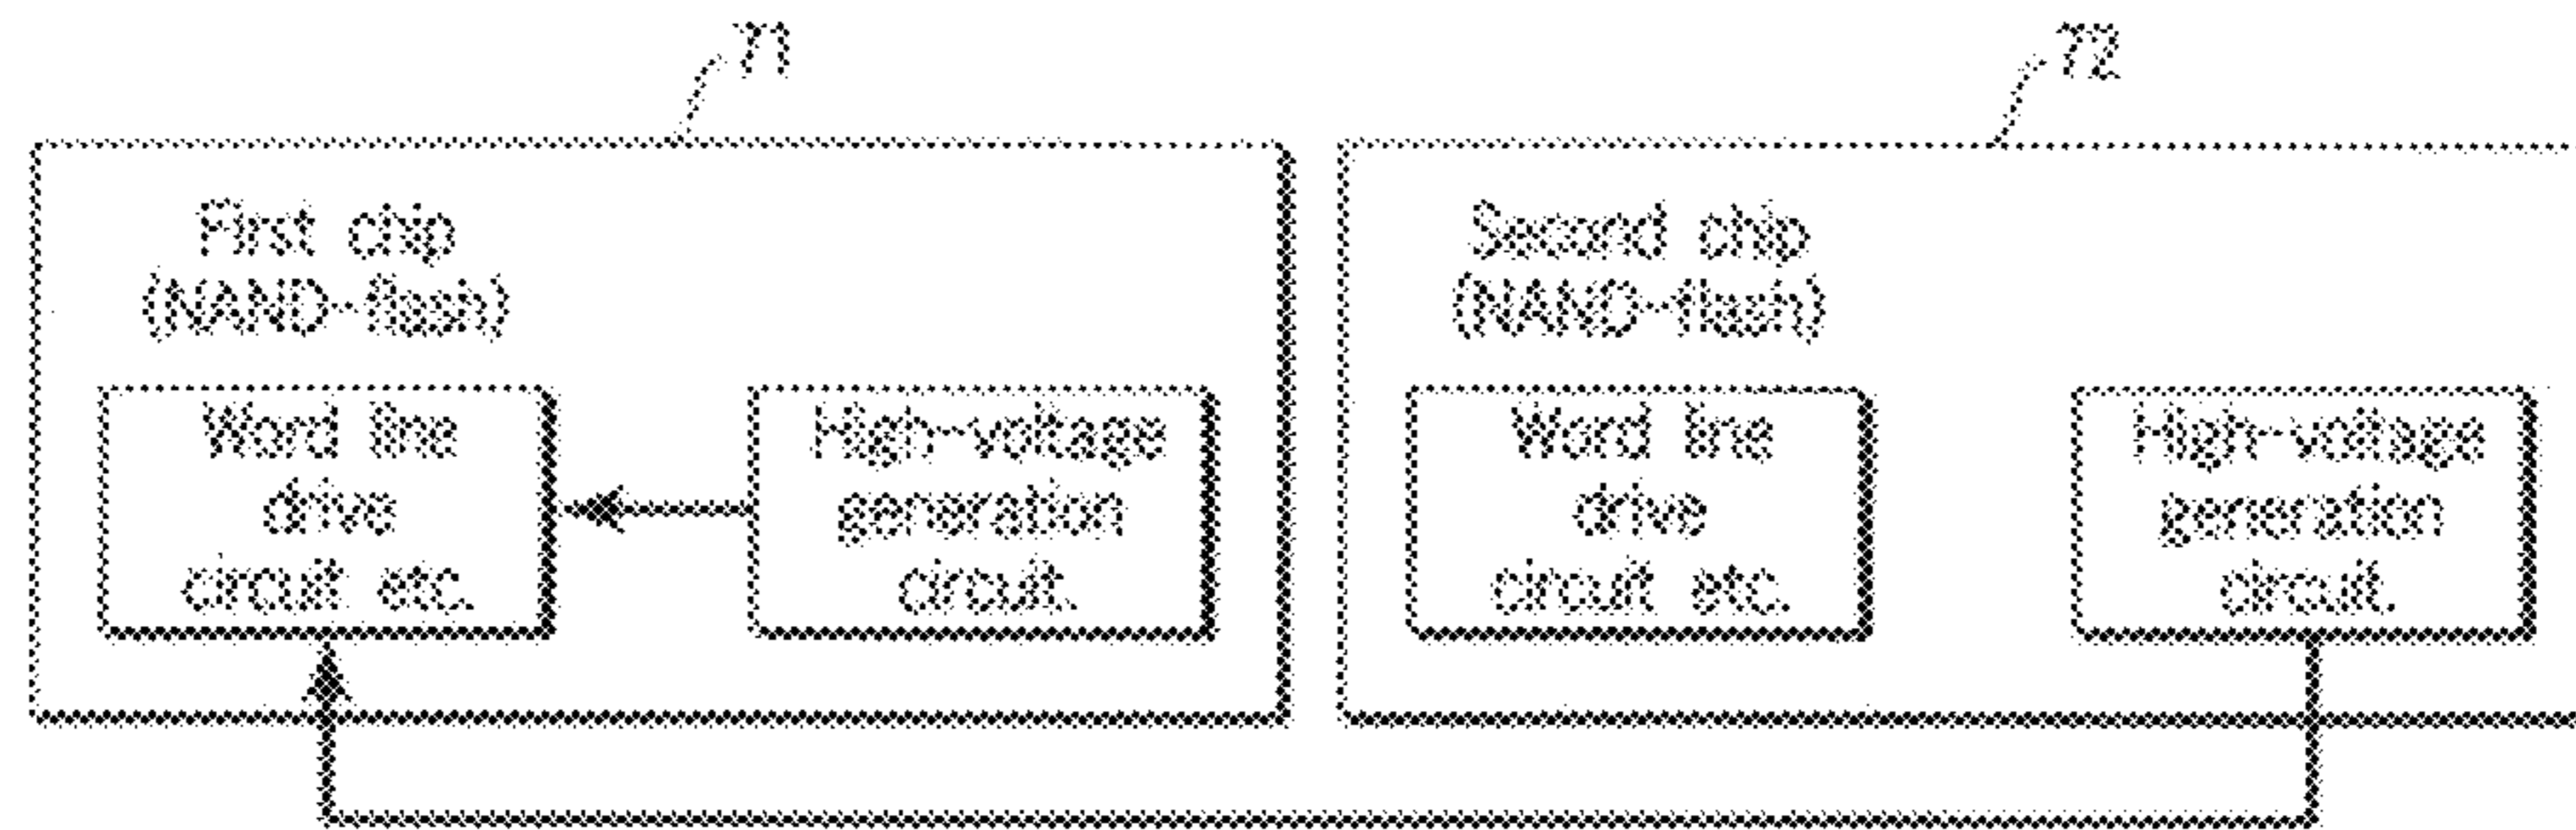 71
72
First chip
(NAND-flash)
Second chip
(NAND-flash)
Word line
drive
circuit etc.
High-voltage
generation
circuit
Word line
drive
circuit etc.
High-voltage
generation
circuit